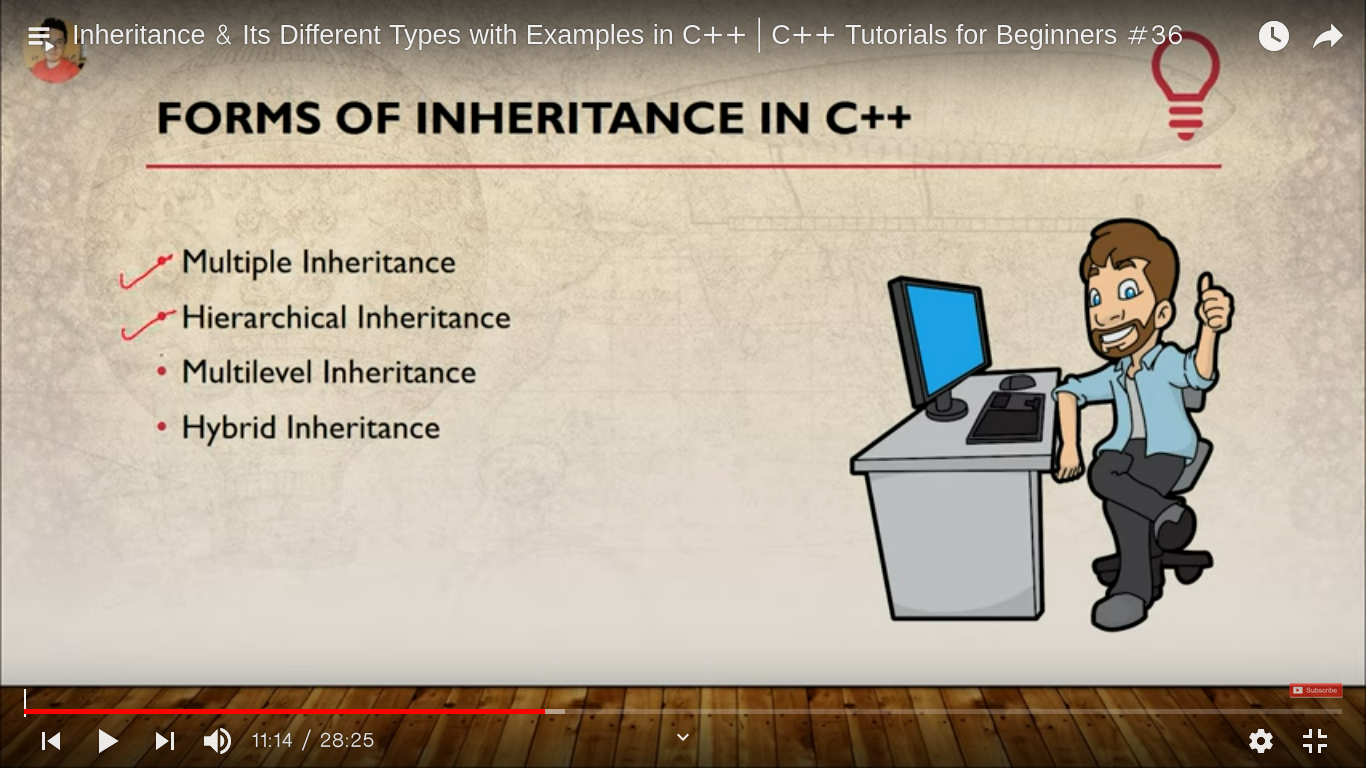 Inheritance & Its Different Types with Examples in C++ | C++ Tutorials for Beginners #36
FORMS OF INHERITANCE IN C++
• Multiple Inheritance
• Hierarchical Inheritance
• Multilevel Inheritance
• Hybrid Inheritance
Subscribe
11:14 / 28:25